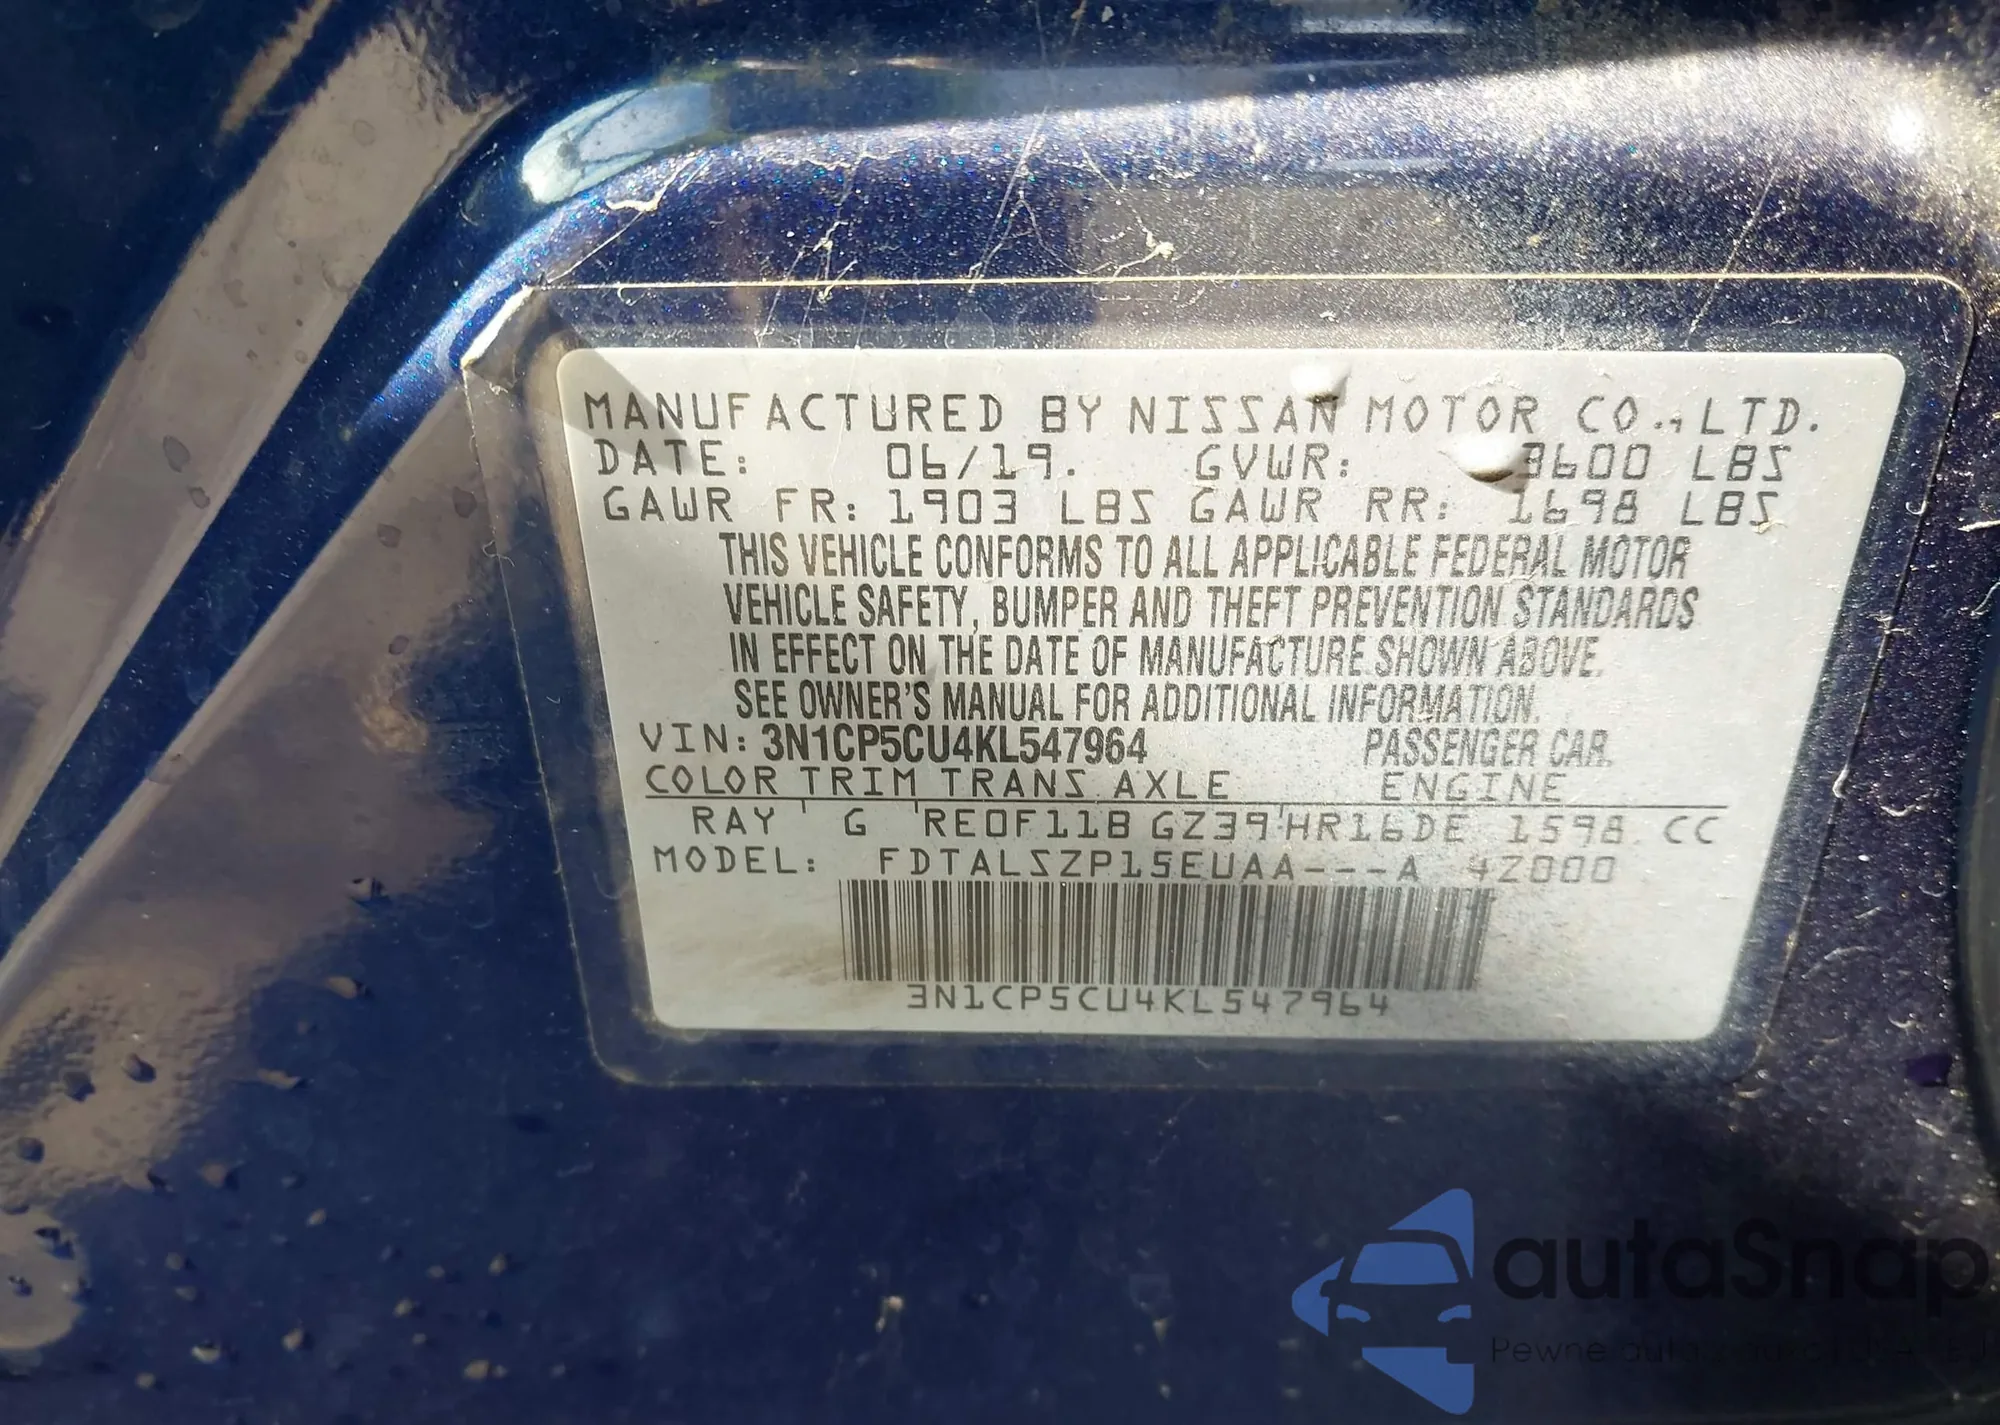 MANUFACTURED BY NISSAN MOTOR CO., LTD.
DATE: 06/19. GVWR: 3600 LBS
GAWR FR: 1903 LBS GAWR RR: 1698 LBS
THIS VEHICLE CONFORMS TO ALL APPLICABLE FEDERAL MOTOR
VEHICLE SAFETY, BUMPER AND THEFT PREVENTION STANDARDS
IN EFFECT ON THE DATE OF MANUFACTURE SHOWN ABOVE.
SEE OWNER'S MANUAL FOR ADDITIONAL INFORMATION.
VIN: 3N1CP5CU4KL547964 PASSENGER CAR.
COLOR TRIM TRANS AXLE ENGINE
RAY G RE0F11B GZ39 HR16DE 1598 CC
MODEL: FDTALSZP15EUAA---A 4Z000
3N1CP5CU4KL547964
autaSnap
Pewne auta